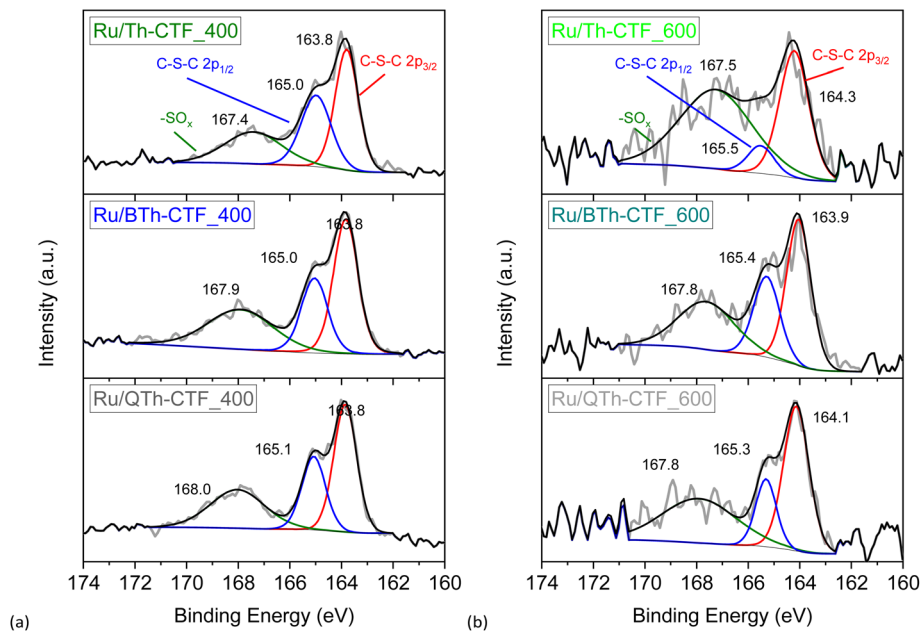 Ru/Th-CTF_400
163.8
C-S-C 2p1/2
165.0
C-S-C 2p3/2
-SOx
167.4
Ru/BTh-CTF_400
163.8
165.0
167.9
Ru/QTh-CTF_400
163.8
165.1
168.0
Intensity (a.u.)
174 172 170 168 166 164 162 160
Binding Energy (eV)
(a)
Ru/Th-CTF_600
167.5
C-S-C 2p1/2
C-S-C 2p3/2
164.3
-SOx
165.5
Ru/BTh-CTF_600
163.9
165.4
167.8
Ru/QTh-CTF_600
164.1
165.3
167.8
Intensity (a.u.)
174 172 170 168 166 164 162 160
Binding Energy (eV)
(b)